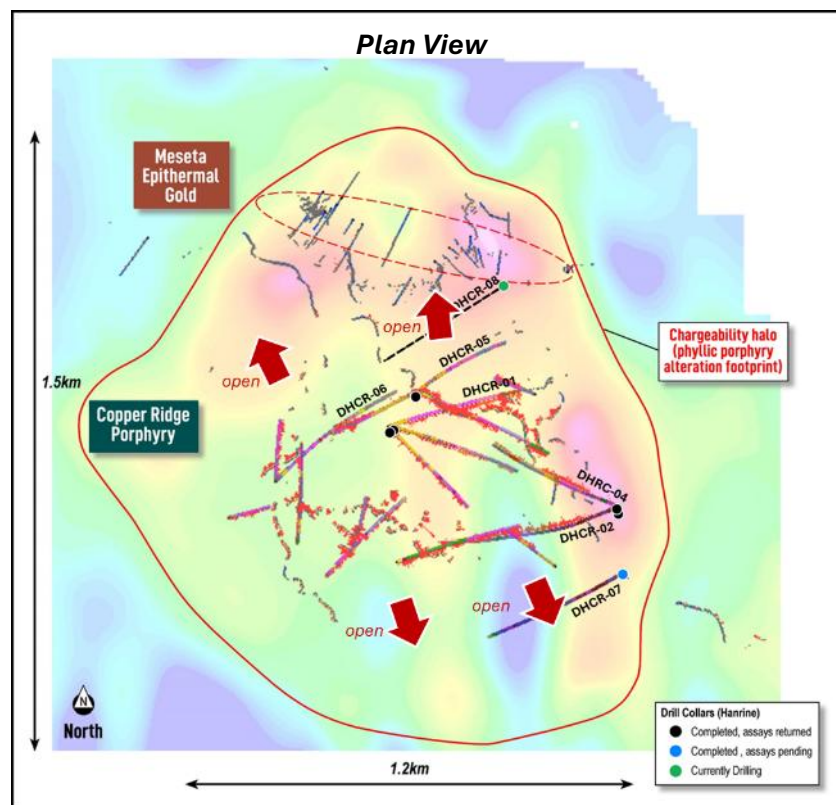 Plan View
Meseta
Epithermal
Gold
DHCR-08
open
open
Chargeability halo
(phyllic porphyry
alteration footprint)
1.5km
DHCR-05
DHCR-06
DHCR-01
Copper Ridge
Porphyry
DHRC-04
DHCR-02
open
open
DHCR-07
N
North
1.2km
Drill Collars (Hanrine)
Completed, assays returned
Completed , assays pending
Currently Drilling